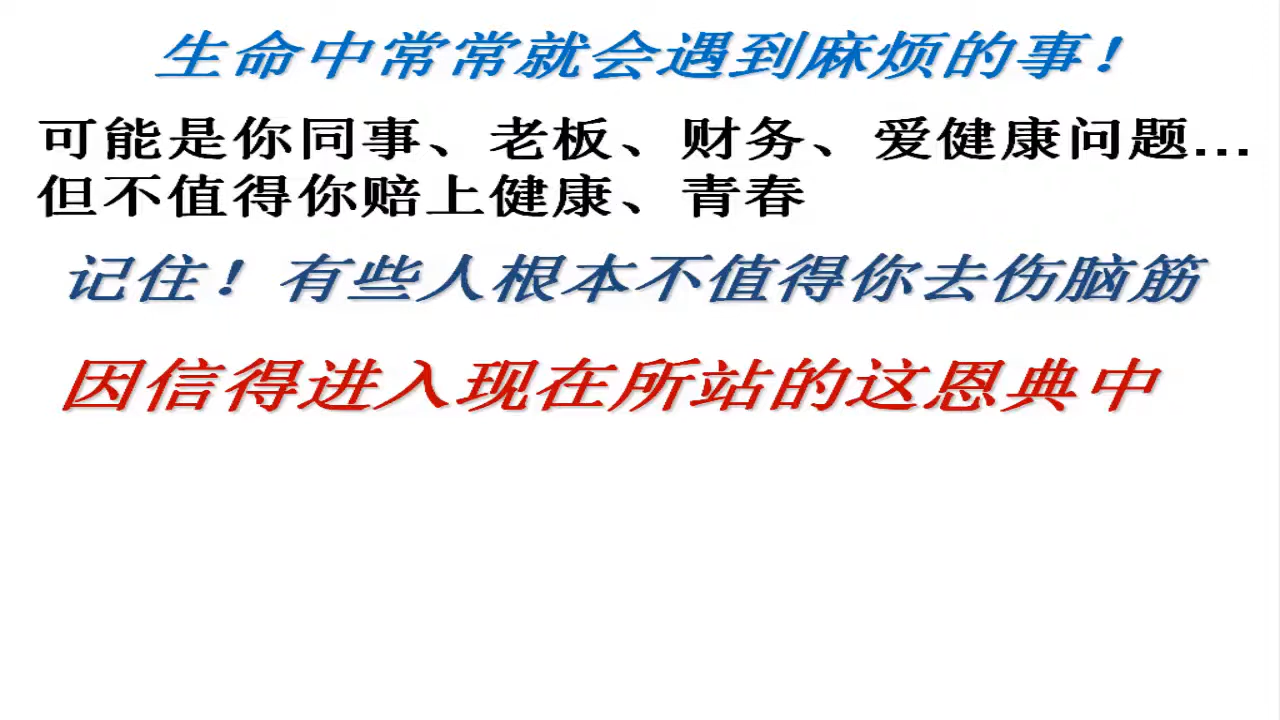 生命中常常就会遇到麻烦的事！
可能是你同事、老板、财务、爱健康问题...
但不值得你赔上健康、青春
记住！有些人根本不值得你去伤脑筋
因信得进入现在所站的这恩典中